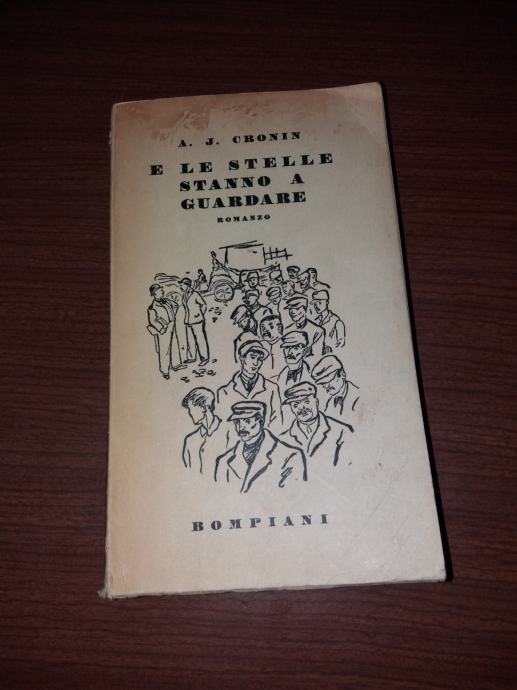 A. J. CRONIN
E LE STELLE
STANNO A
GUARDARE
ROMANZO
BOMPIANI